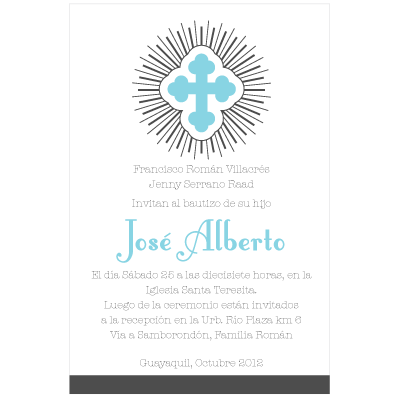 Francisco Román Villacrés
Jenny Serrano Raad
Invitan al bautizo de su hijo
José Alberto
El día Sábado 25 a las diecisiete horas, en la
Iglesia Santa Teresita.
Luego de la ceremonio están invitados
a la recepción en la Urb. Río Plaza km 6
Via a Samborondón, Familia Román
Guayaquil, Octubre 2012